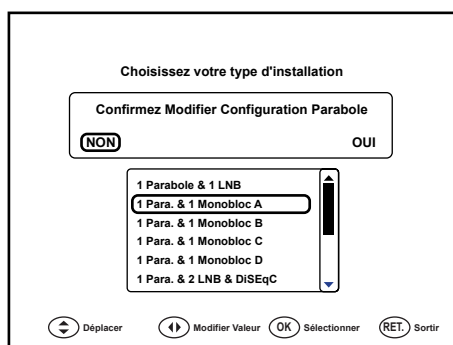 Choisissez votre type d'installation
Confirmez Modifier Configuration Parabole
NON OUI
1 Parabole & 1 LNB
1 Para. & 1 Monobloc A
1 Para. & 1 Monobloc B
1 Para. & 1 Monobloc C
1 Para. & 1 Monobloc D
1 Para. & 2 LNB & DiSEqC
Déplacer Modifier Valeur OK Sélectionner RET. Sortir